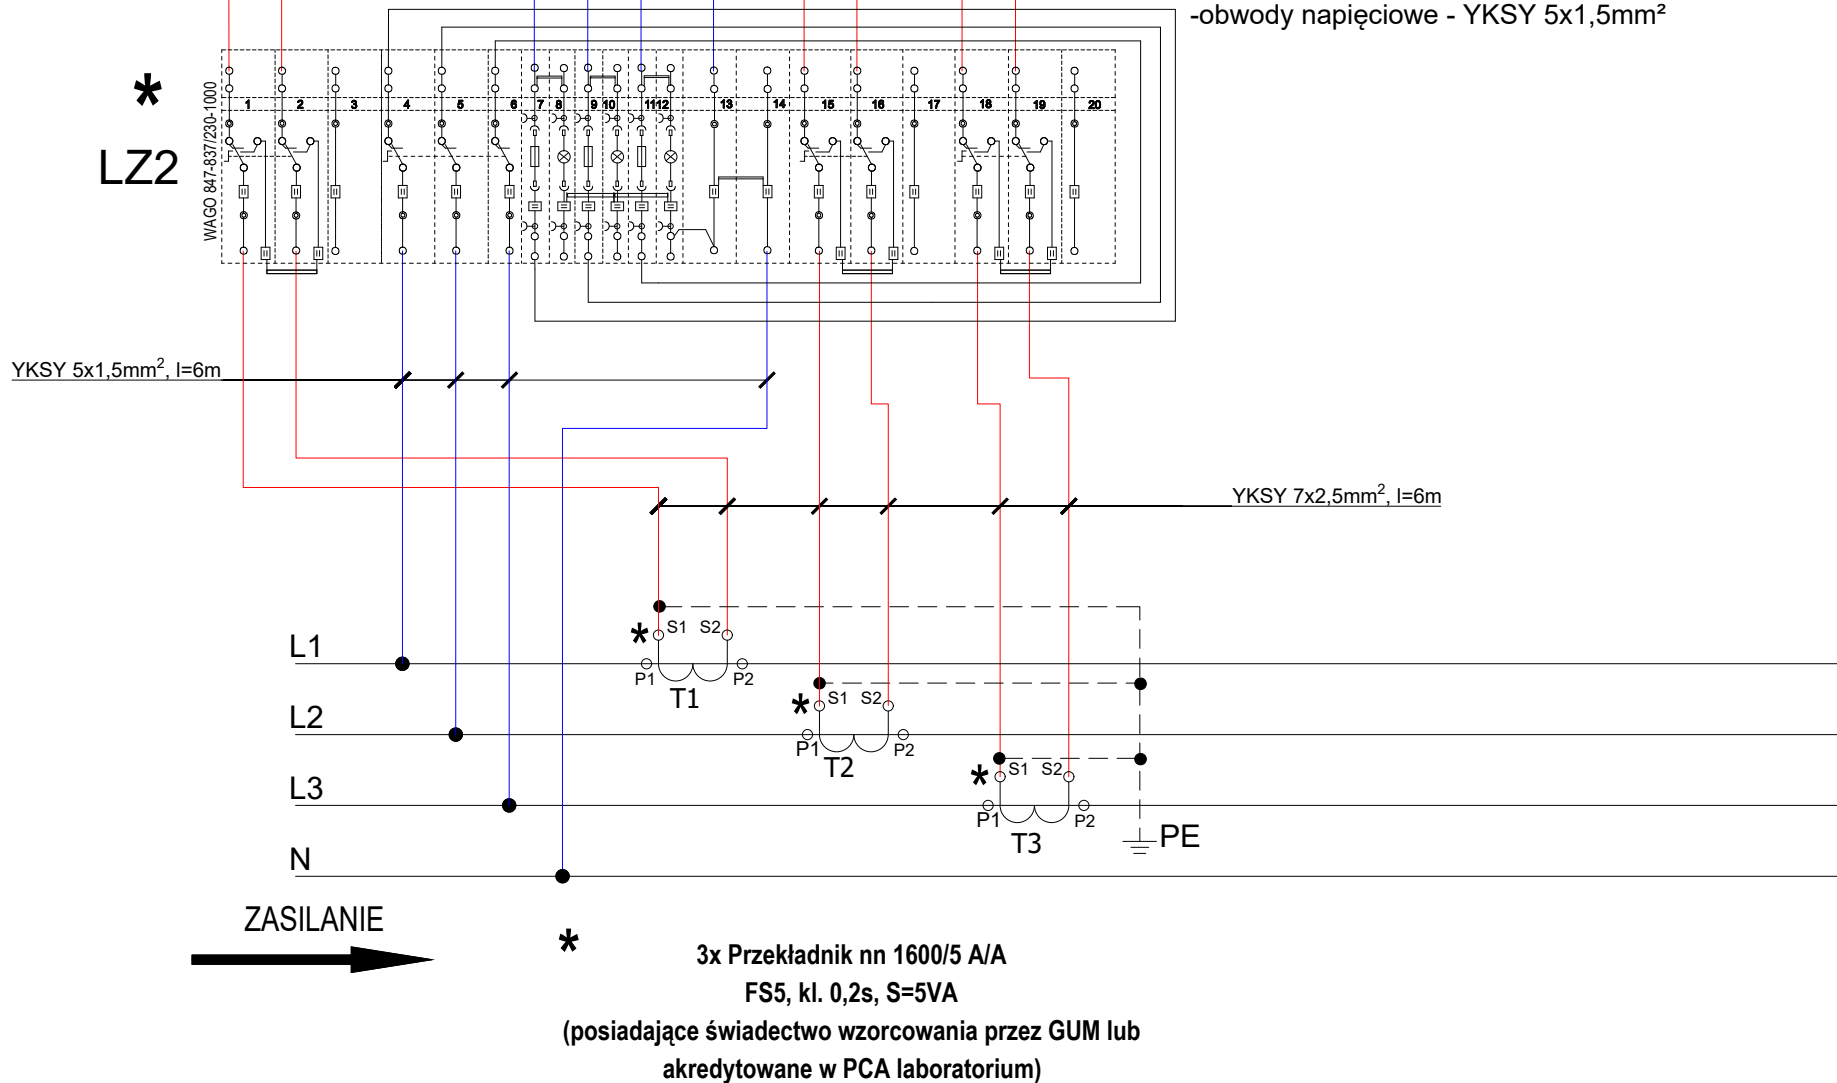 -obwody napięciowe - YKSY 5x1,5mm²
*
LZ2
WAGO 847-837/230-1000
1 2 3 4 5 6 7 8 9 10 11 12 13 14 15 16 17 18 19 20
YKSY 5x1,5mm², l=6m
YKSY 7x2,5mm², l=6m
* S1 S2
L1
P1 P2
T1
* S1 S2
L2
P1 P2
T2
* S1 S2
L3
P1 P2
T3
PE
N
ZASILANIE
*
3x Przekładnik nn 1600/5 A/A
FS5, kl. 0,2s, S=5VA
(posiadające świadectwo wzorcowania przez GUM lub
akredytowane w PCA laboratorium)